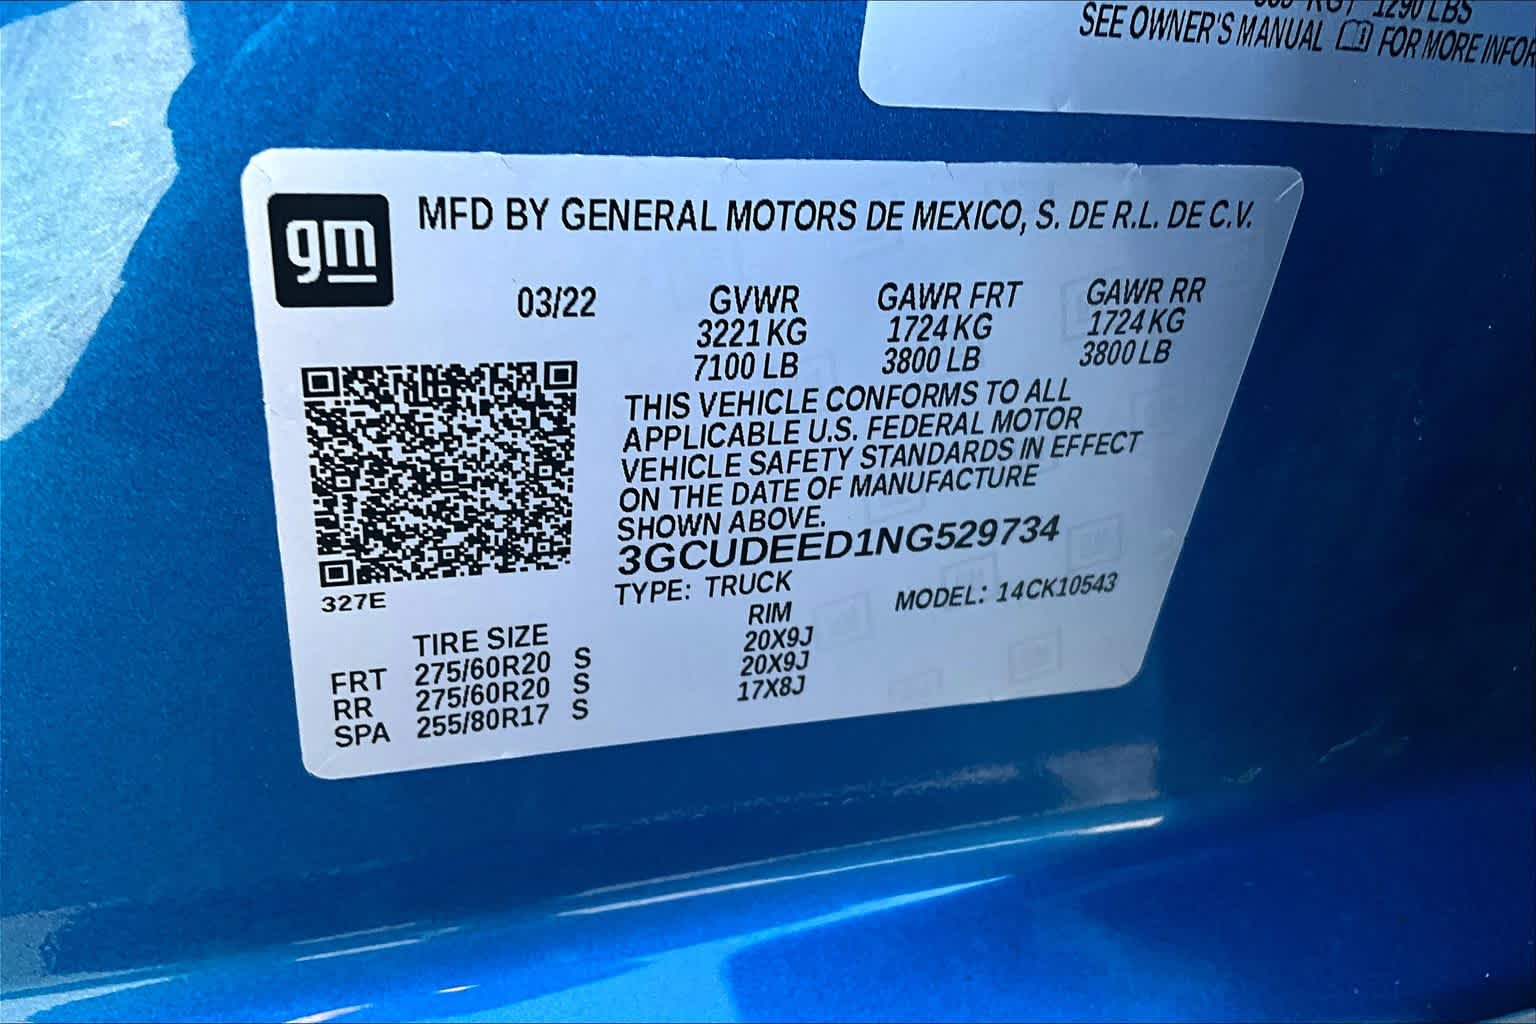 1290 LBS
SEE OWNER'S MANUAL FOR MORE INFOR
gm
MFD BY GENERAL MOTORS DE MEXICO, S. DE R.L. DE C.V.
03/22 GVWR GAWR FRT GAWR RR
3221 KG 1724 KG 1724 KG
7100 LB 3800 LB 3800 LB
THIS VEHICLE CONFORMS TO ALL
APPLICABLE U.S. FEDERAL MOTOR
VEHICLE SAFETY STANDARDS IN EFFECT
ON THE DATE OF MANUFACTURE
SHOWN ABOVE.
3GCUDEED1NG529734
327E
TYPE: TRUCK MODEL: 14CK10543
TIRE SIZE RIM
FRT 275/60R20 S 20X9J
RR 275/60R20 S 20X9J
SPA 255/80R17 S 17X8J